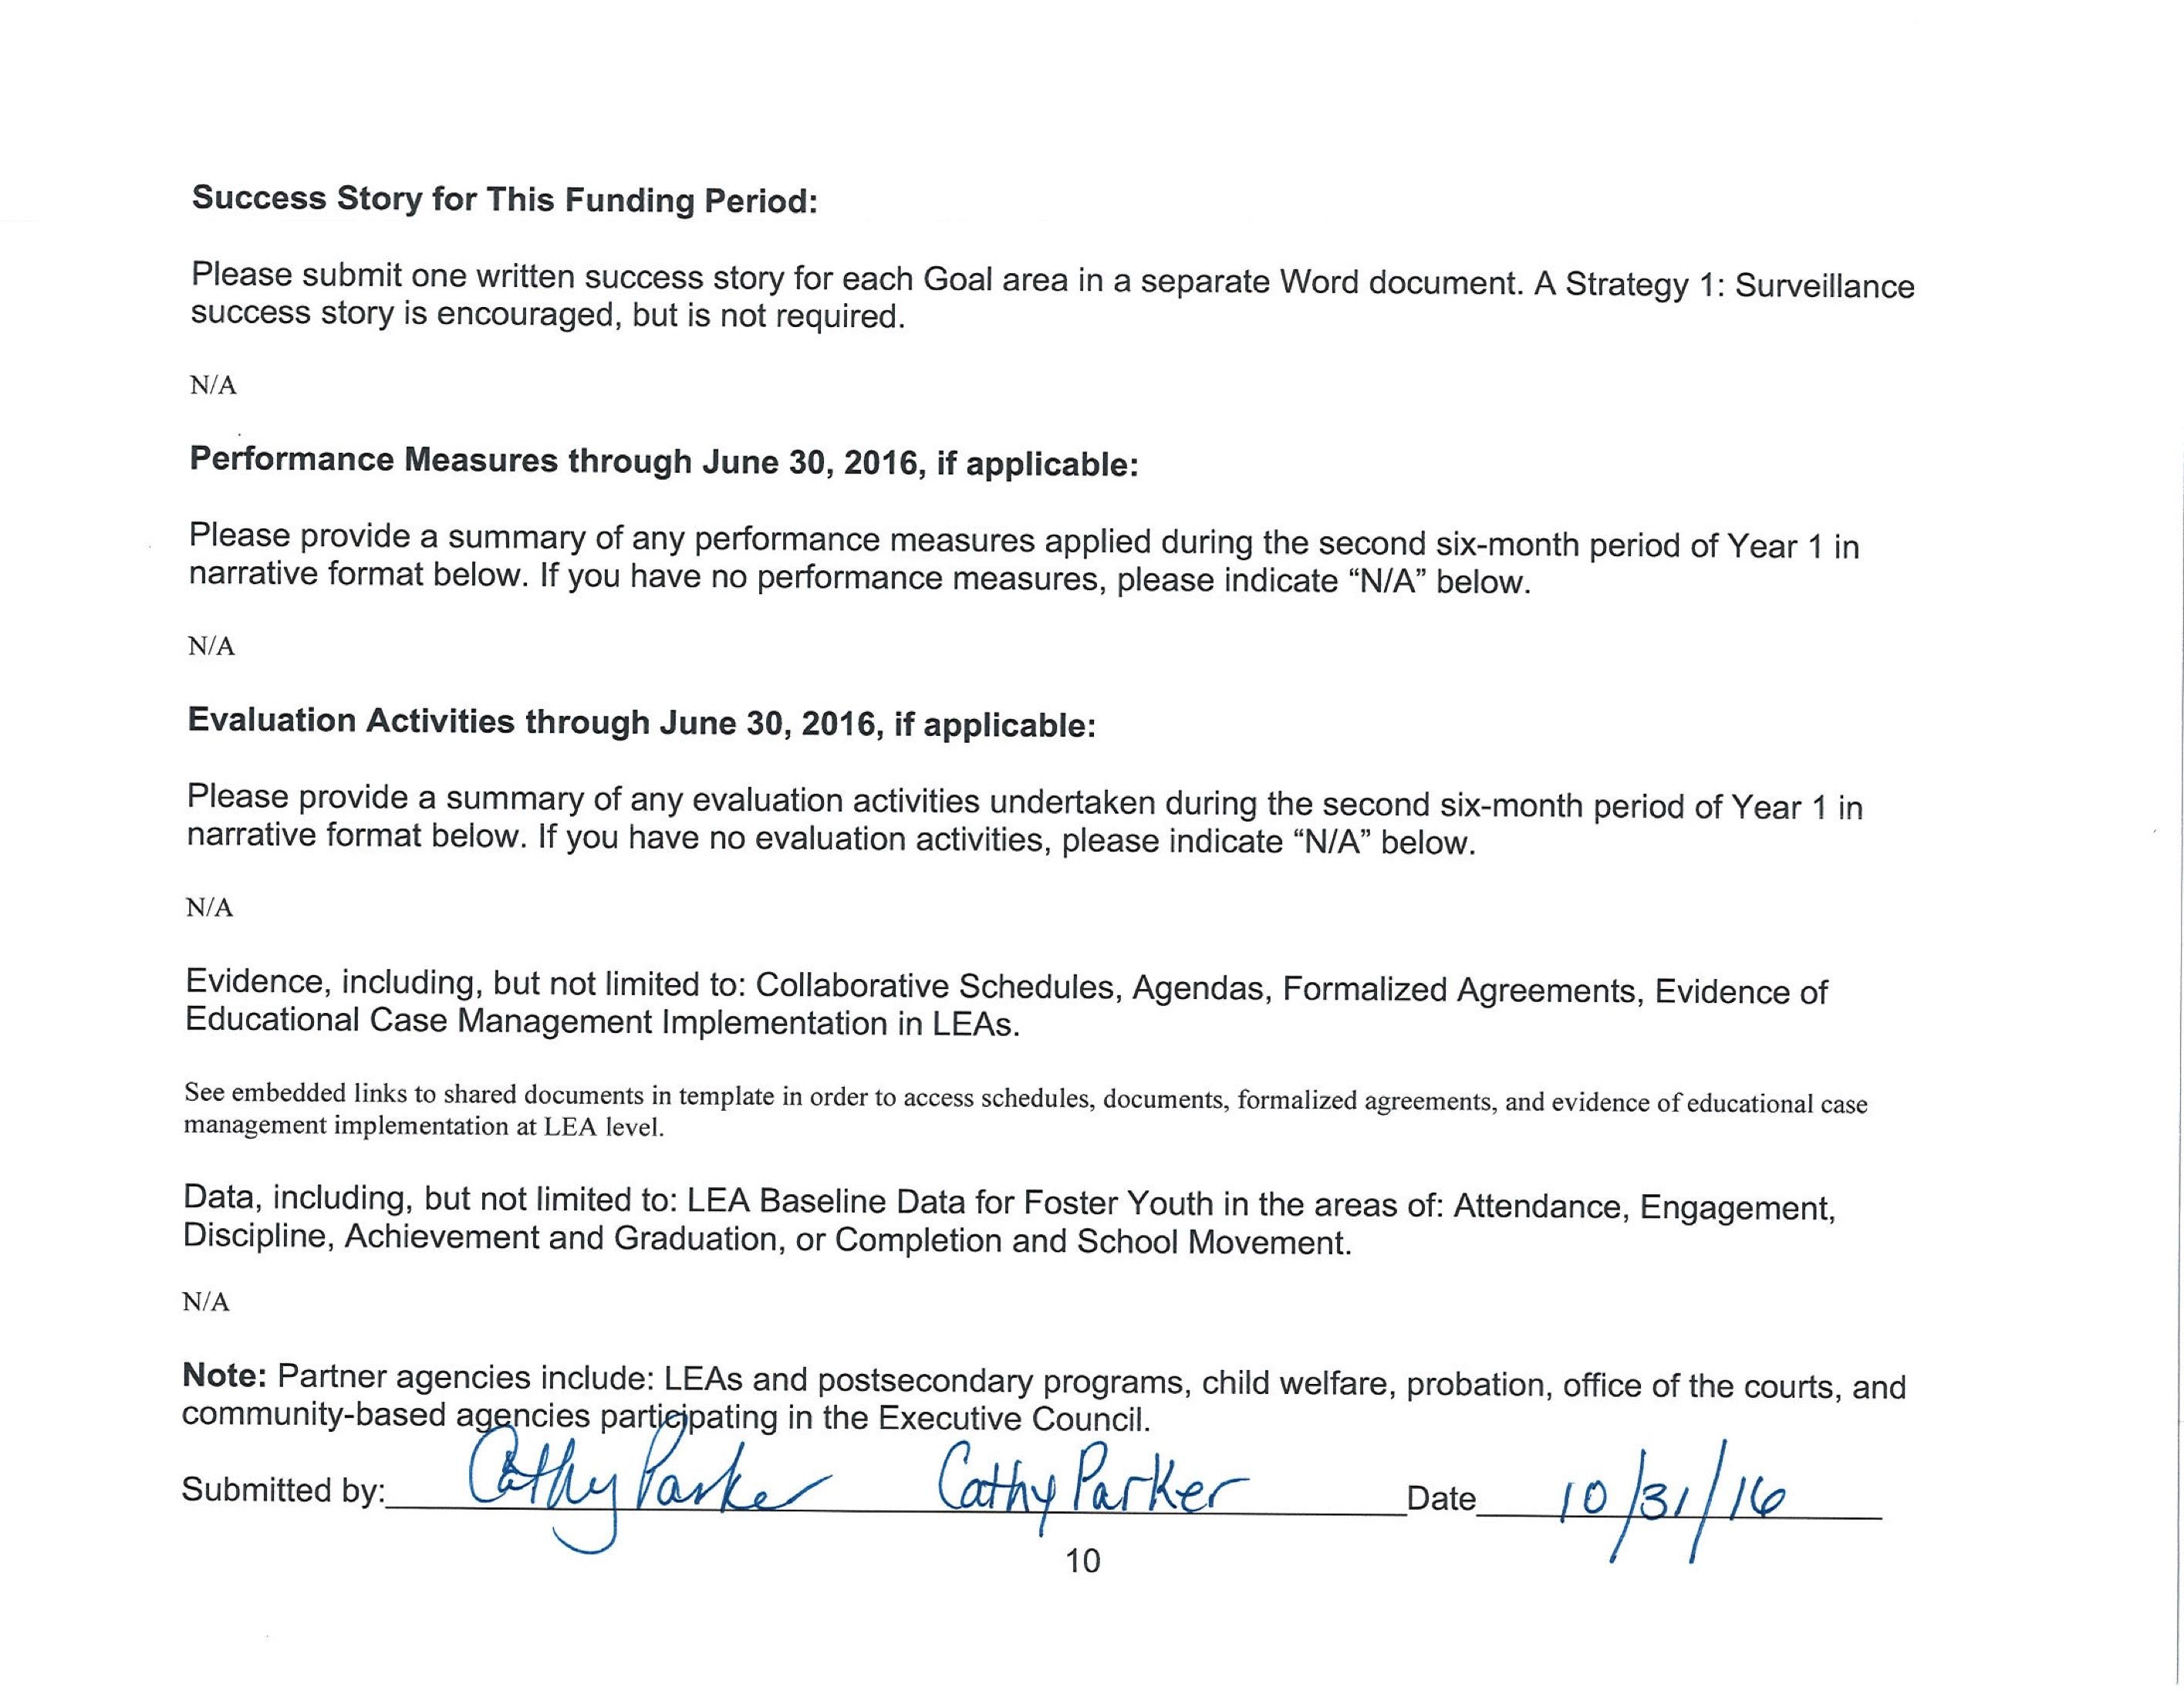 Success Story for This Funding Period:
Please submit one written success story for each Goal area in a separate Word document. A Strategy 1: Surveillance
success story is encouraged, but is not required.
N/A
Performance Measures through June 30, 2016, if applicable:
Please provide a summary of any performance measures applied during the second six-month period of Year 1 in
narrative format below. If you have no performance measures, please indicate “N/A” below.
N/A
Evaluation Activities through June 30, 2016, if applicable:
Please provide a summary of any evaluation activities undertaken during the second six-month period of Year 1 in
narrative format below. If you have no evaluation activities, please indicate “N/A” below.
N/A
Evidence, including, but not limited to: Collaborative Schedules, Agendas, Formalized Agreements, Evidence of
Educational Case Management Implementation in LEAs.
See embedded links to shared documents in template in order to access schedules, documents, formalized agreements, and evidence of educational case
management implementation at LEA level.
Data, including, but not limited to: LEA Baseline Data for Foster Youth in the areas of: Attendance, Engagement,
Discipline, Achievement and Graduation, or Completion and School Movement.
N/A
Note: Partner agencies include: LEAs and postsecondary programs, child welfare, probation, office of the courts, and
community-based agencies participating in the Executive Council.
Submitted by: Cathy Parker Cathy Parker Date 10/31/16
10